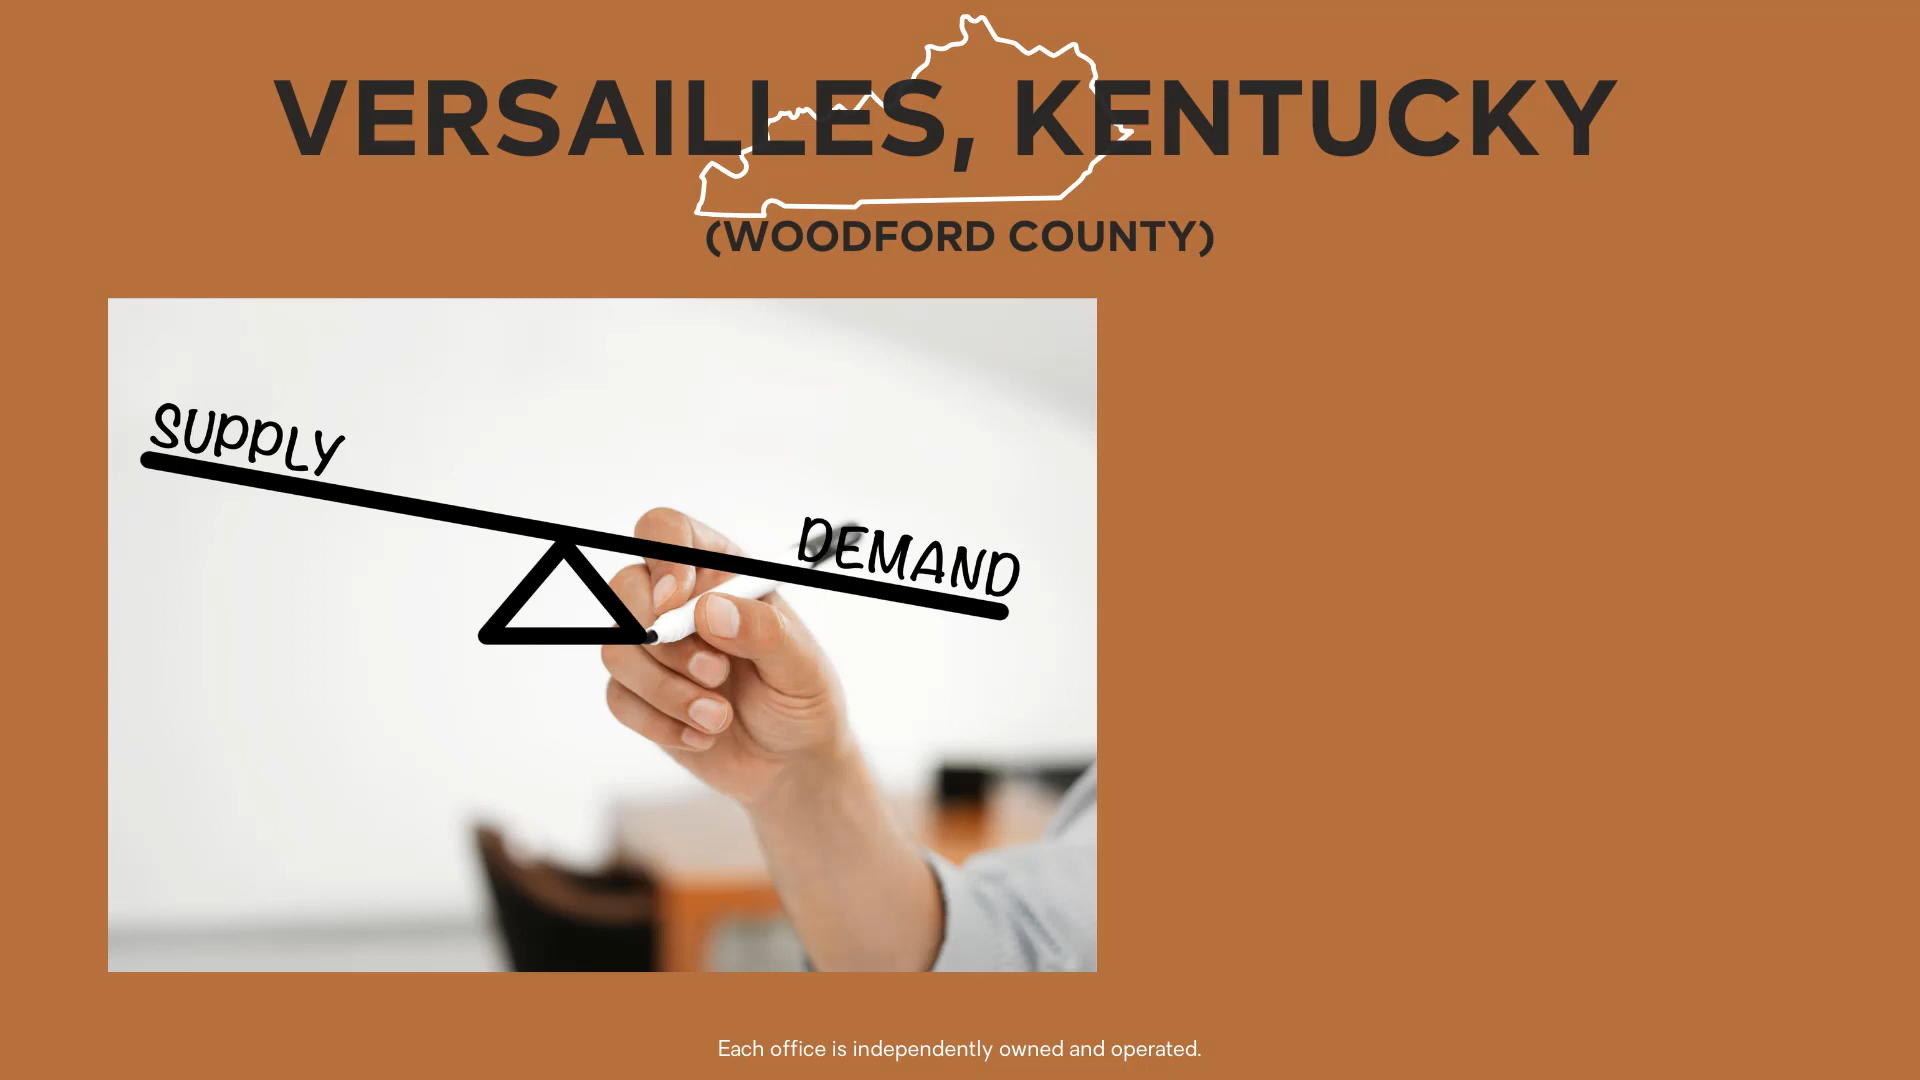 VERSAILLES, KENTUCKY
(WOODFORD COUNTY)
SUPPLY
DEMAND
Each office is independently owned and operated.